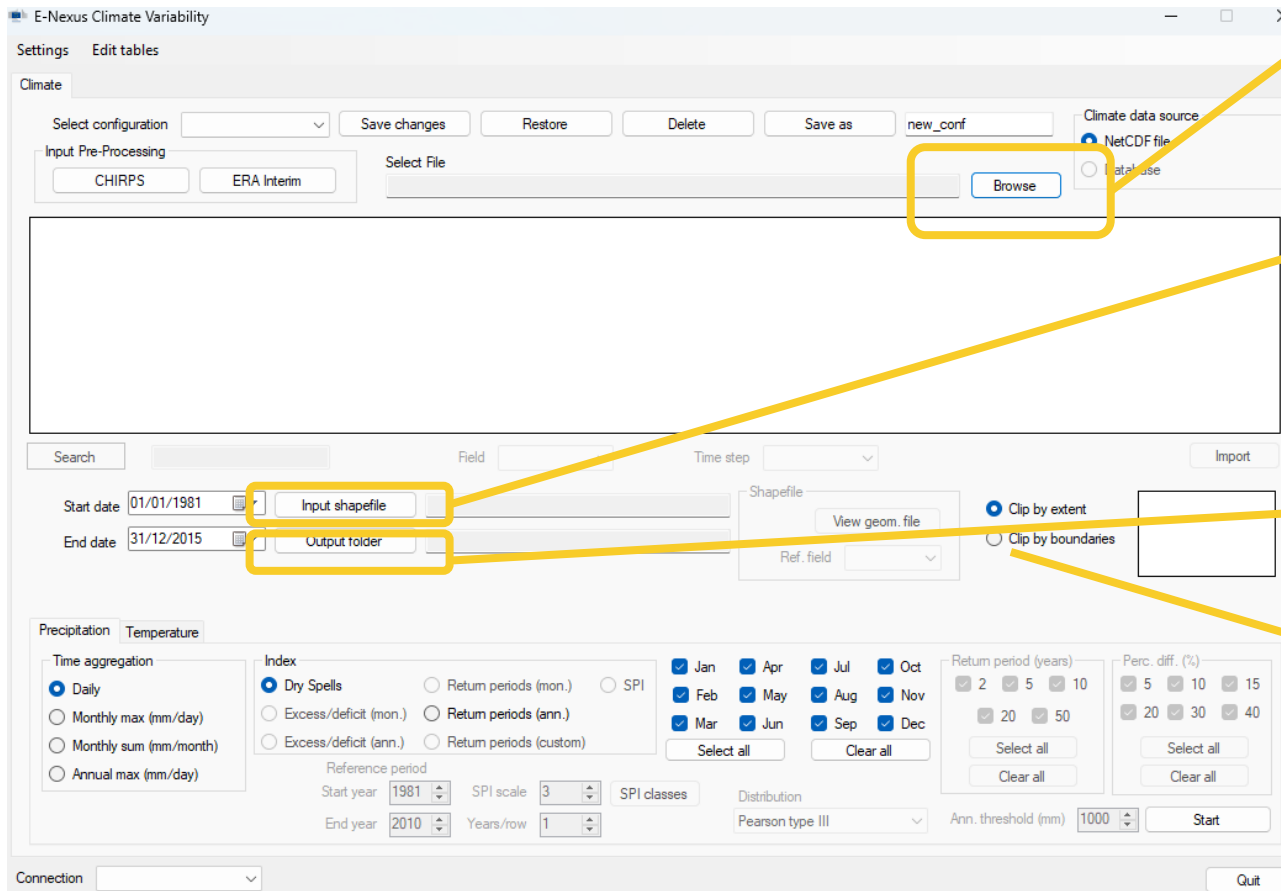 E-Nexus Climate Variability
Settings Edit tables
Climate
Select configuration Save changes Restore Delete Save as new_conf
Climate data source
NetCDF file
Database
Input Pre-Processing
CHIRPS ERA Interim
Select File
Browse
Search Field Time step Import
Start date 01/01/1981 Input shapefile
End date 31/12/2015 Output folder
Shapefile
View geom. file
Ref. field
Clip by extent
Clip by boundaries
Precipitation Temperature
Time aggregation
Daily
Monthly max (mm/day)
Monthly sum (mm/month)
Annual max (mm/day)
Index
Dry Spells Return periods (mon.) SPI
Excess/deficit (mon.) Return periods (ann.)
Excess/deficit (ann.) Return periods (custom)
Jan Apr Jul Oct
Feb May Aug Nov
Mar Jun Sep Dec
Select all Clear all
Return period (years)
2 5 10
20 50
Select all
Clear all
Perc. diff. (%)
5 10 15
20 30 40
Select all
Clear all
Reference period
Start year 1981 SPI scale 3 SPI classes
End year 2010 Years/row 1
Distribution
Pearson type III
Ann. threshold (mm) 1000 Start
Connection Quit